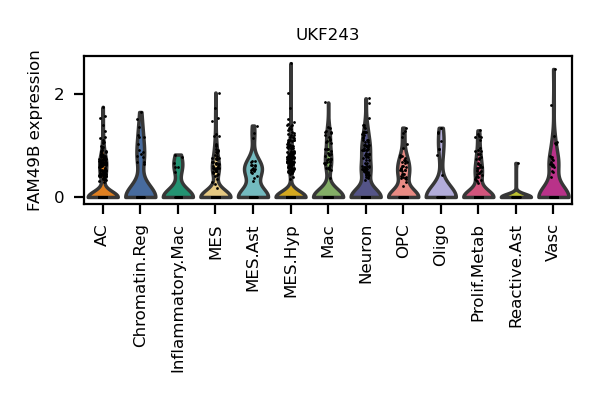 UKF243
FAM49B expression
2
0
AC
Chromatin.Reg
Inflammatory.Mac
MES
MES.Ast
MES.Hyp
Mac
Neuron
OPC
Oligo
Prolif.Metab
Reactive.Ast
Vasc